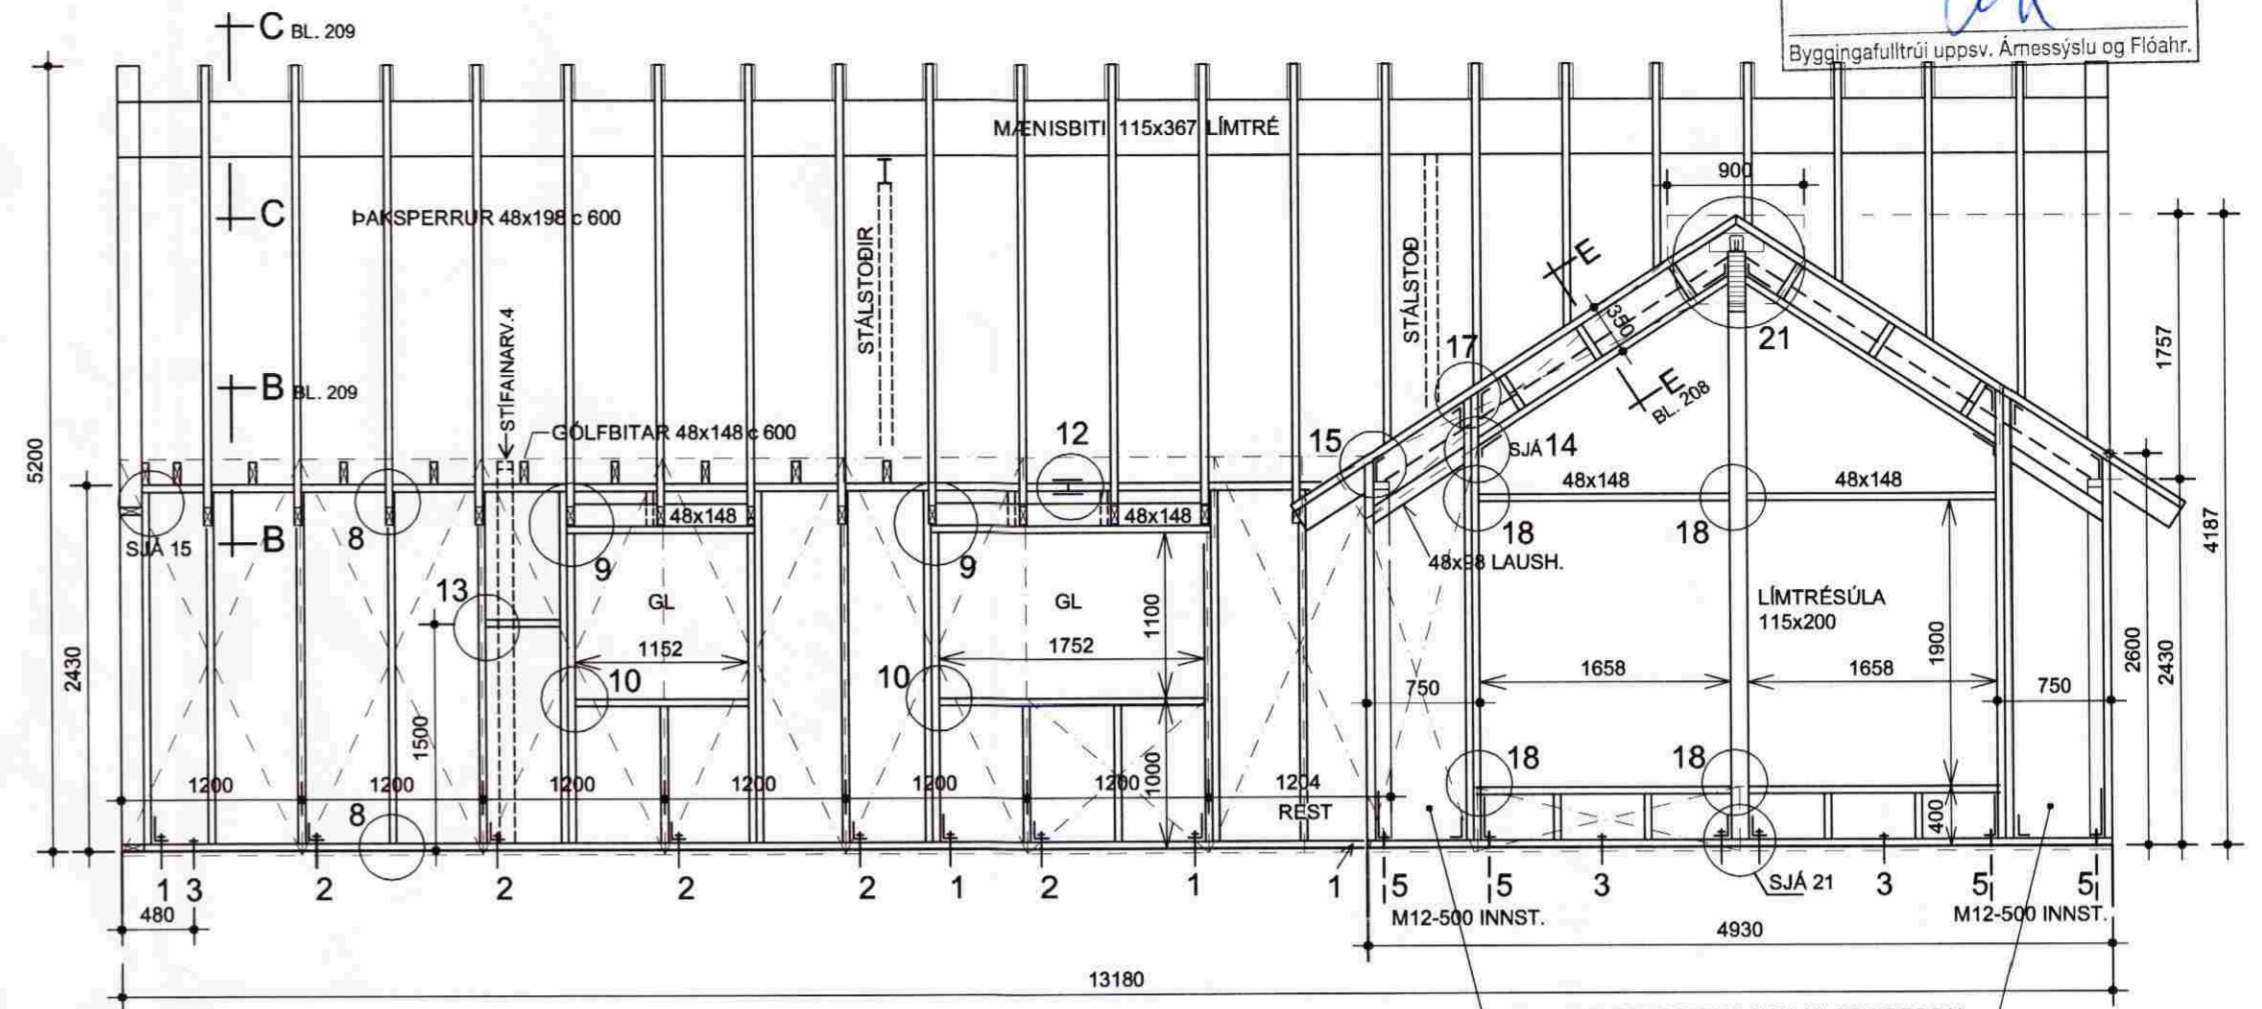 C BL. 209
Byggingafulltrúi uppsv. Árnessýslu og Flóahr.
MÆNISBITI 115x367 LÍMTRÉ
900
C
ÞAKSPERRUR 48x198 c 600
STÁLSTOÐIR
STÁLSTOÐ
E
350
21
1757
4187
17
E
BL. 208
B BL. 209
STÍFAINARV.4
GÓLFBITAR 48x148 c 600
12
15
SJÁ 14
5200
48x148
48x148
48x148
48x148
B
SJÁ 15
8
9
9
18
18
48x98 LAUSH.
13
GL
GL
1100
LÍMTRÉSÚLA
115x200
1900
2600
2430
2430
1152
1752
1658
1658
10
10
750
750
1500
18
18
1200
1200
1200
1200
1200
1200
1204
REST
1000
400
8
1
3
2
2
2
2
1
2
1
1
5
5
3
SJÁ 21
3
5
5
480
M12-500 INNST.
M12-500 INNST.
4930
13180